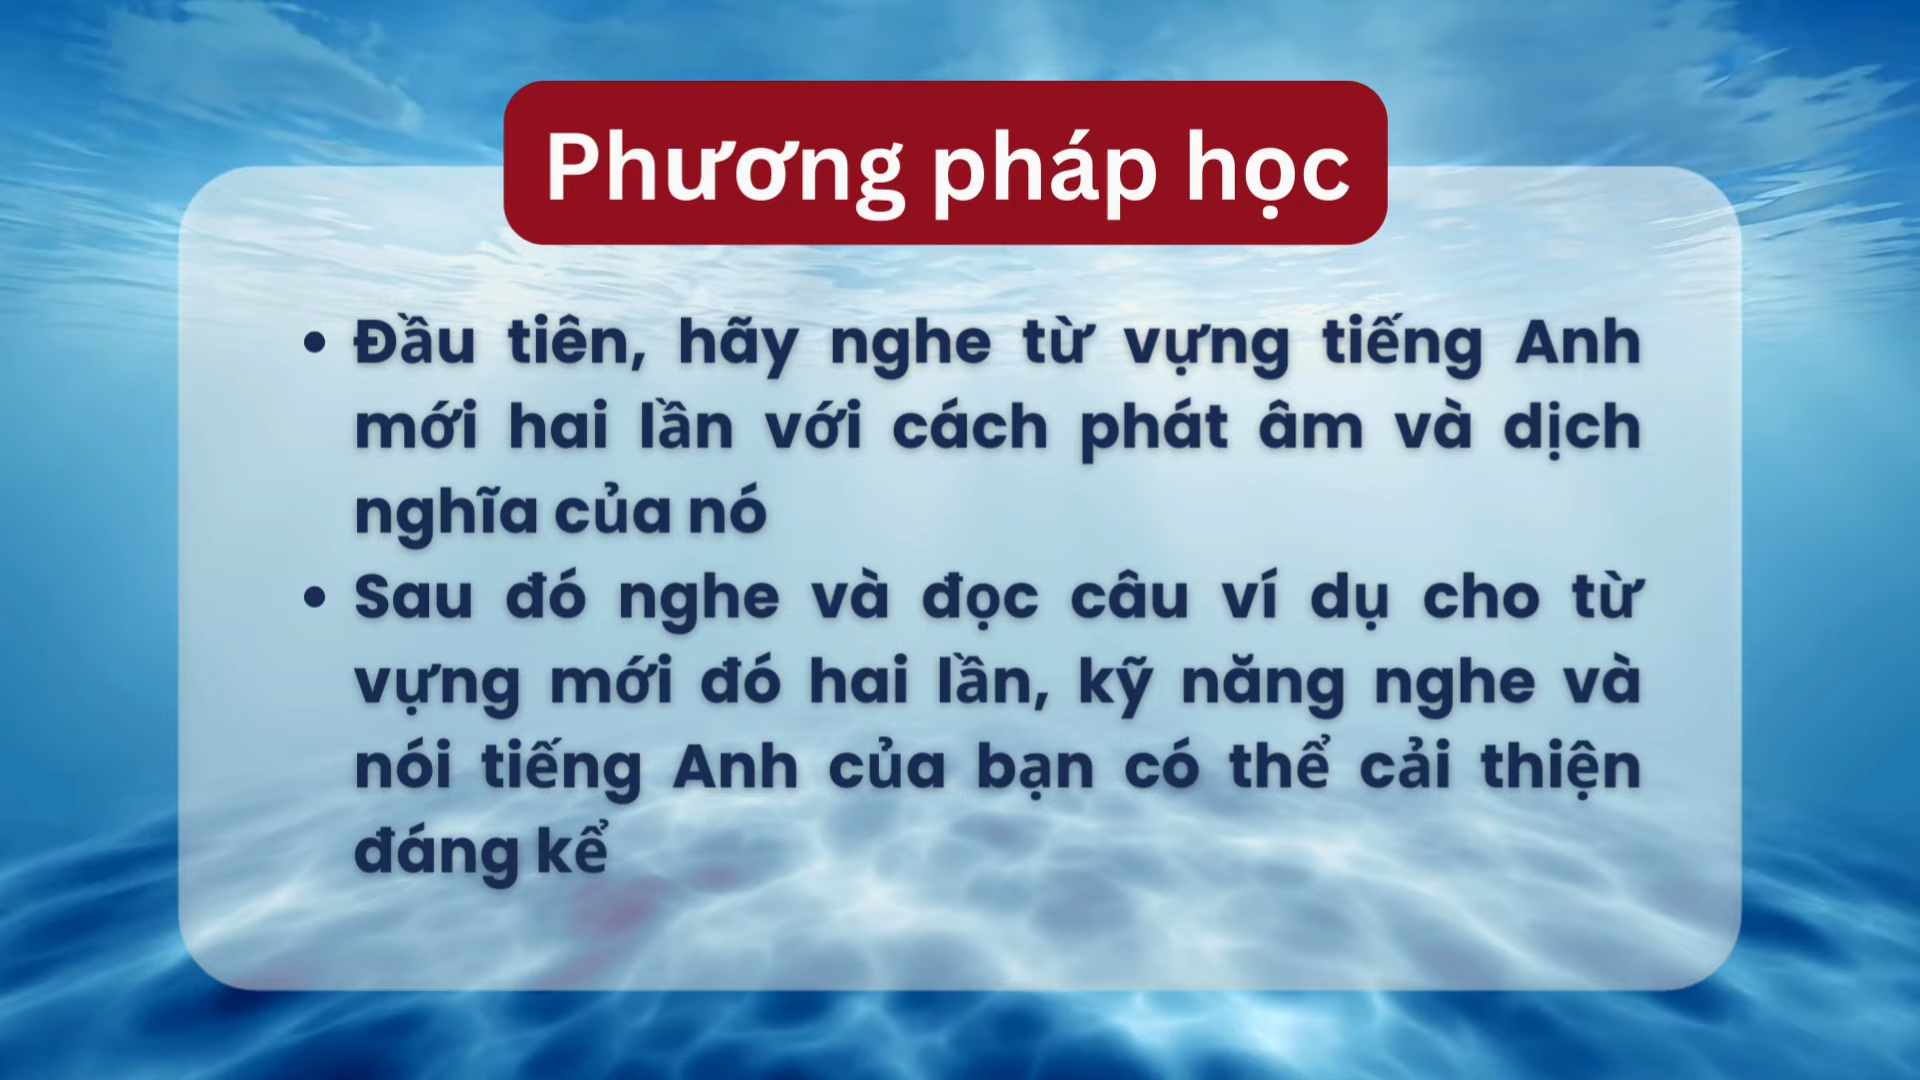 Phương pháp học
• Đầu tiên, hãy nghe từ vựng tiếng Anh
mới hai lần với cách phát âm và dịch
nghĩa của nó
• Sau đó nghe và đọc câu ví dụ cho từ
vựng mới đó hai lần, kỹ năng nghe và
nói tiếng Anh của bạn có thể cải thiện
đáng kể